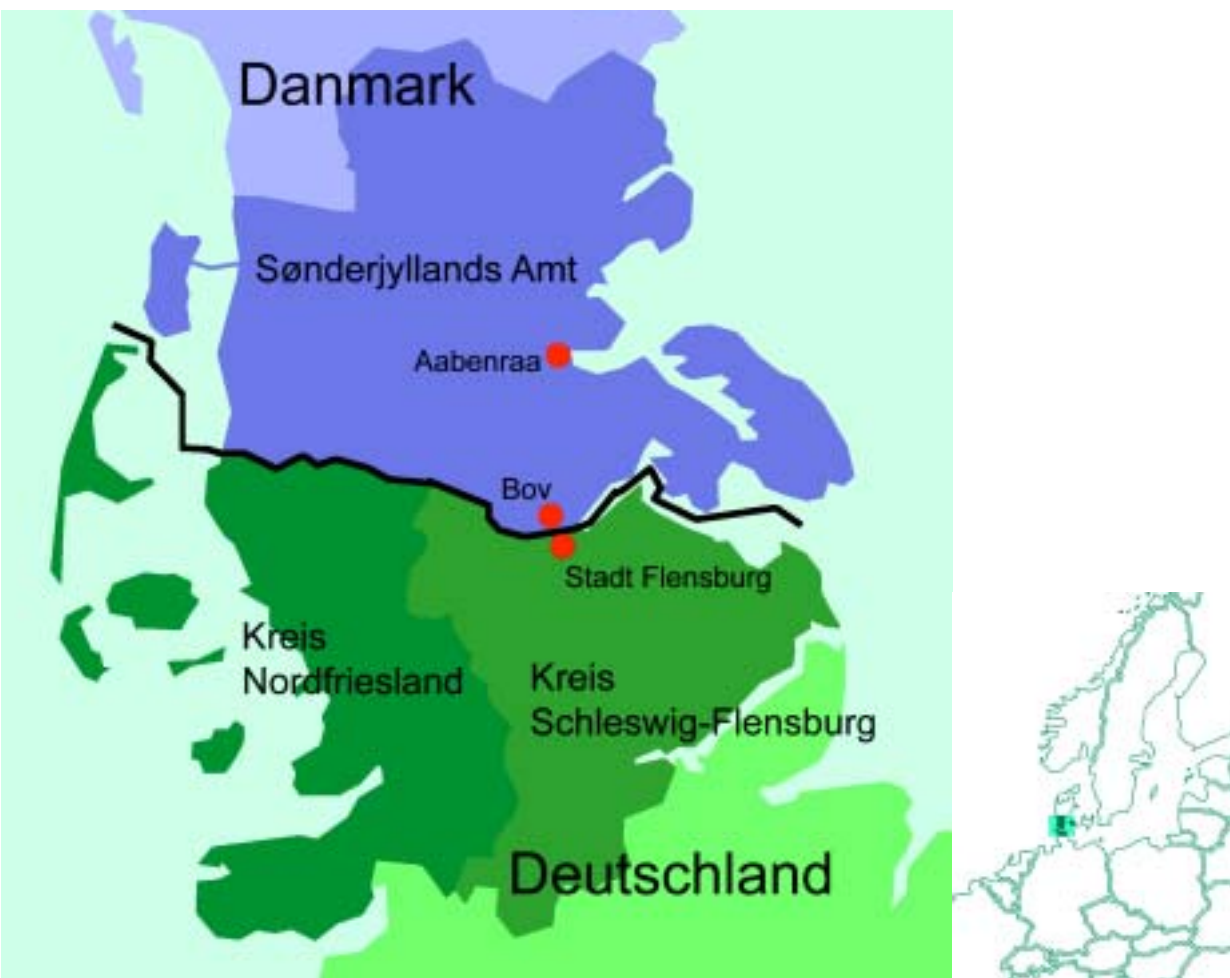 Danmark
Sønderjyllands Amt
Aabenraa
Bov
Stadt Flensburg
Kreis
Nordfriesland
Kreis
Schleswig-Flensburg
Deutschland